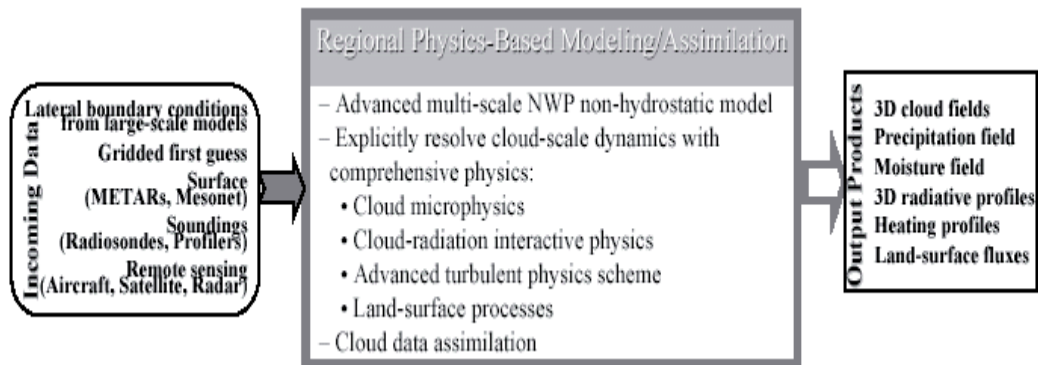 Incoming Data
Lateral boundary conditions
from large-scale models
Gridded first guess
Surface
(METARs, Mesonet)
Soundings
(Radiosondes, Profilers)
Remote sensing
(Aircraft, Satellite, Radar)
Regional Physics-Based Modeling/Assimilation
– Advanced multi-scale NWP non-hydrostatic model
– Explicitly resolve cloud-scale dynamics with
comprehensive physics:
• Cloud microphysics
• Cloud-radiation interactive physics
• Advanced turbulent physics scheme
• Land-surface processes
– Cloud data assimilation
Output Products
3D cloud fields
Precipitation field
Moisture field
3D radiative profiles
Heating profiles
Land-surface fluxes